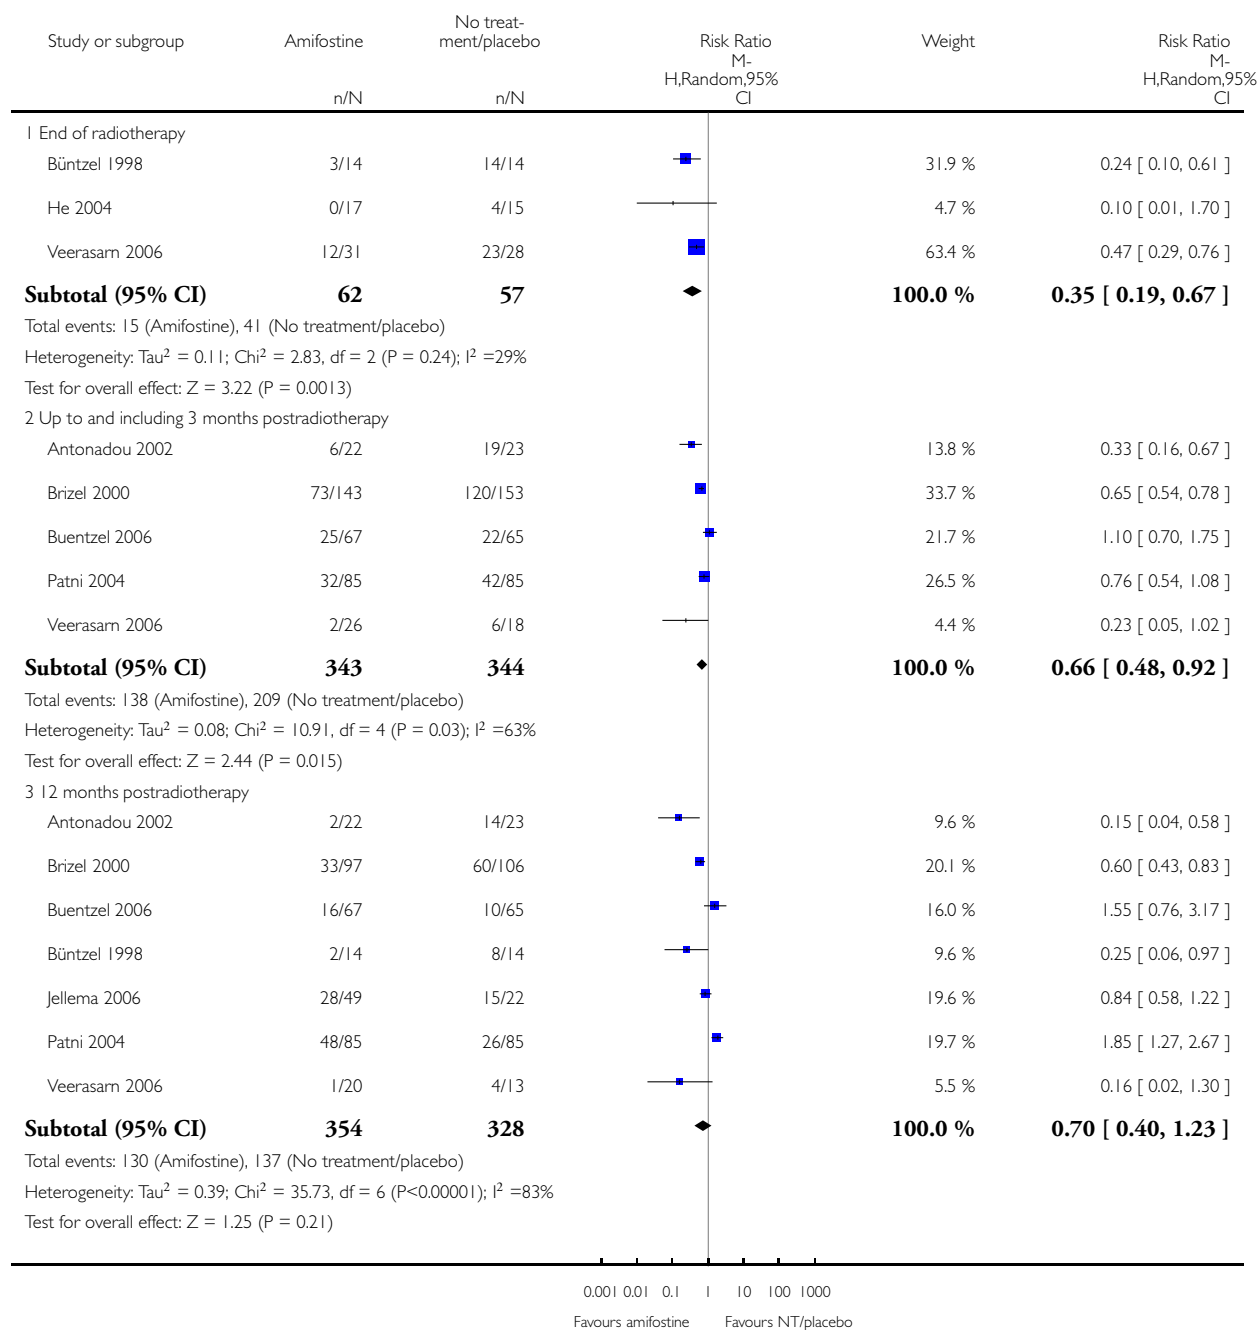 No treat-
Study or subgroup Amifostine ment/placebo Risk Ratio Weight Risk Ratio
M- M-
H,Random,95% H,Random,95%
n/N n/N CI CI
1 End of radiotherapy
Büntzel 1998 3/14 14/14 31.9 % 0.24 [ 0.10, 0.61 ]
He 2004 0/17 4/15 4.7 % 0.10 [ 0.01, 1.70 ]
Veerasarn 2006 12/31 23/28 63.4 % 0.47 [ 0.29, 0.76 ]
Subtotal (95% CI) 62 57 100.0 % 0.35 [ 0.19, 0.67 ]
Total events: 15 (Amifostine), 41 (No treatment/placebo)
Heterogeneity: Tau² = 0.11; Chi² = 2.83, df = 2 (P = 0.24); I² =29%
Test for overall effect: Z = 3.22 (P = 0.0013)
2 Up to and including 3 months postradiotherapy
Antonadou 2002 6/22 19/23 13.8 % 0.33 [ 0.16, 0.67 ]
Brizel 2000 73/143 120/153 33.7 % 0.65 [ 0.54, 0.78 ]
Buentzel 2006 25/67 22/65 21.7 % 1.10 [ 0.70, 1.75 ]
Patni 2004 32/85 42/85 26.5 % 0.76 [ 0.54, 1.08 ]
Veerasarn 2006 2/26 6/18 4.4 % 0.23 [ 0.05, 1.02 ]
Subtotal (95% CI) 343 344 100.0 % 0.66 [ 0.48, 0.92 ]
Total events: 138 (Amifostine), 209 (No treatment/placebo)
Heterogeneity: Tau² = 0.08; Chi² = 10.91, df = 4 (P = 0.03); I² =63%
Test for overall effect: Z = 2.44 (P = 0.015)
3 12 months postradiotherapy
Antonadou 2002 2/22 14/23 9.6 % 0.15 [ 0.04, 0.58 ]
Brizel 2000 33/97 60/106 20.1 % 0.60 [ 0.43, 0.83 ]
Buentzel 2006 16/67 10/65 16.0 % 1.55 [ 0.76, 3.17 ]
Büntzel 1998 2/14 8/14 9.6 % 0.25 [ 0.06, 0.97 ]
Jellema 2006 28/49 15/22 19.6 % 0.84 [ 0.58, 1.22 ]
Patni 2004 48/85 26/85 19.7 % 1.85 [ 1.27, 2.67 ]
Veerasarn 2006 1/20 4/13 5.5 % 0.16 [ 0.02, 1.30 ]
Subtotal (95% CI) 354 328 100.0 % 0.70 [ 0.40, 1.23 ]
Total events: 130 (Amifostine), 137 (No treatment/placebo)
Heterogeneity: Tau² = 0.39; Chi² = 35.73, df = 6 (P<0.00001); I² =83%
Test for overall effect: Z = 1.25 (P = 0.21)
0.001 0.01 0.1 1 10 100 1000
Favours amifostine Favours NT/placebo